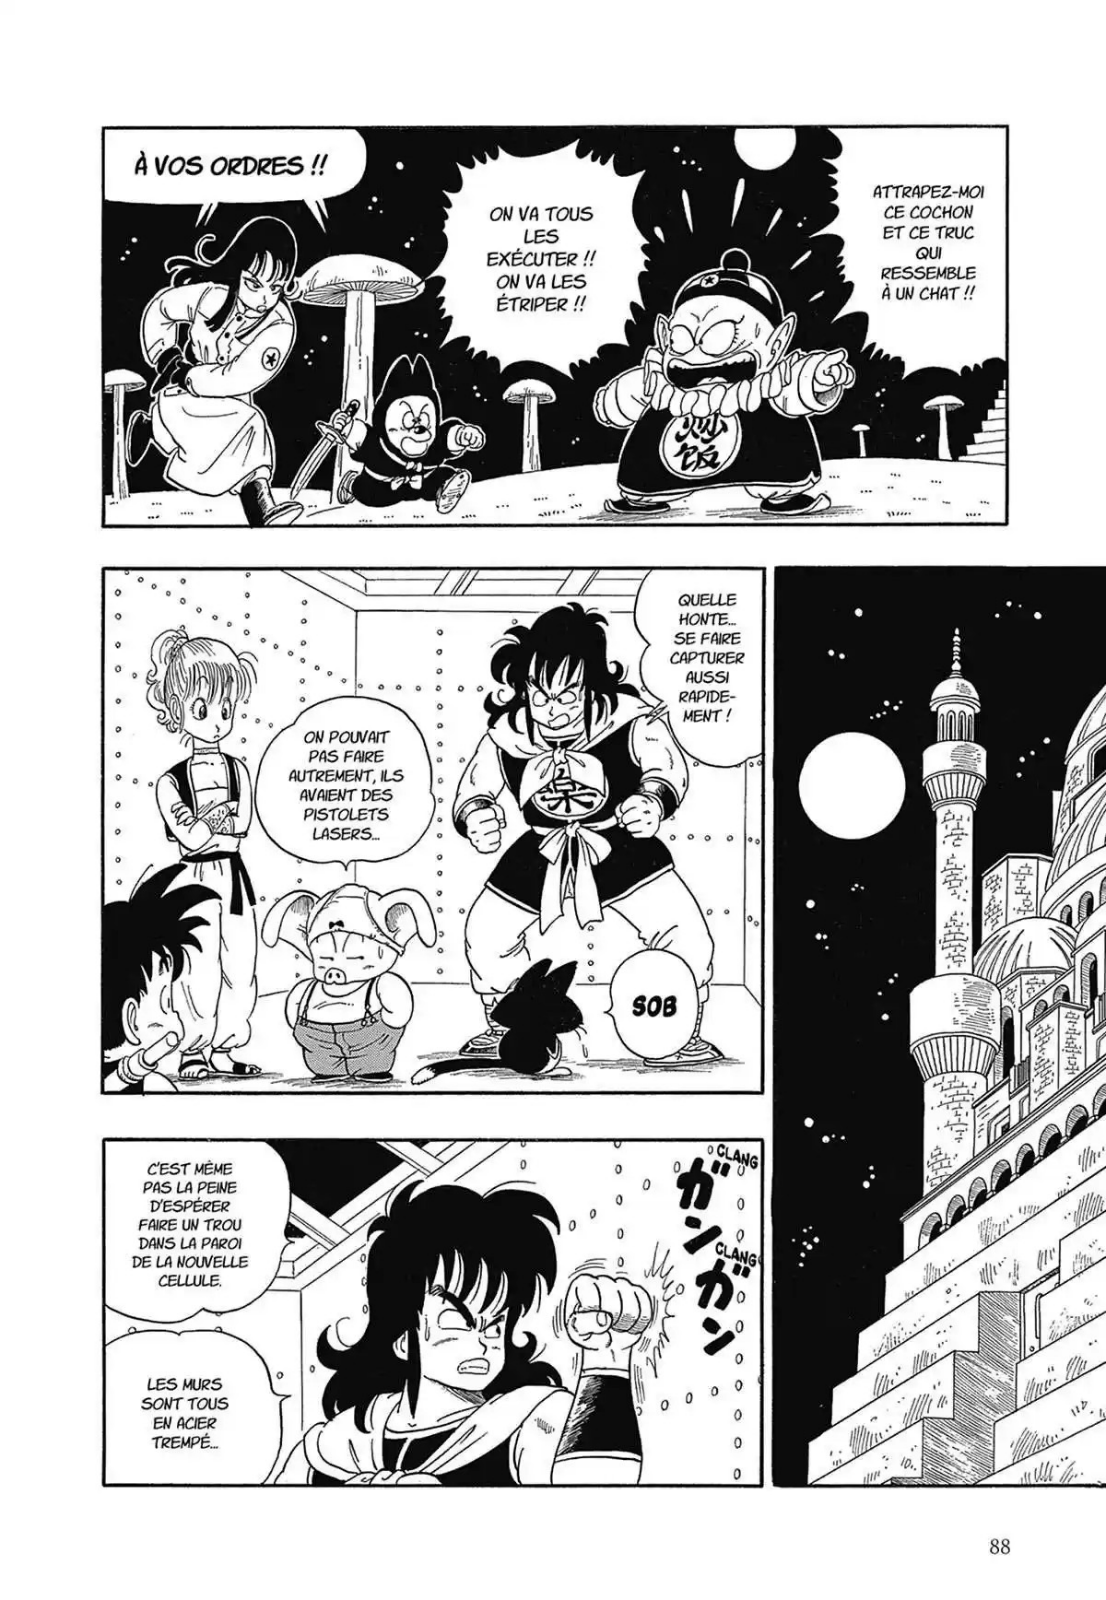 ATTRAPEZ-MOI
CE COCHON
ET CE TRUC
QUI
RESSEMBLE
À UN CHAT !!
ON VA TOUS
LES
EXÉCUTER !!
ON VA LES
ÉTRIPER !!
炒
飯
À VOS ORDRES !!
QUELLE
HONTE...
SE FAIRE
CAPTURER
AUSSI
RAPIDE-
MENT !
ON POUVAIT
PAS FAIRE
AUTREMENT, ILS
AVAIENT DES
PISTOLETS
LASERS...
楽
SOB
CLANG
ガン
CLANG
ガン
C'EST MÊME
PAS LA PEINE
D'ESPÉRER
FAIRE UN TROU
DANS LA PAROI
DE LA NOUVELLE
CELLULE.
LES MURS
SONT TOUS
EN ACIER
TREMPÉ...
88